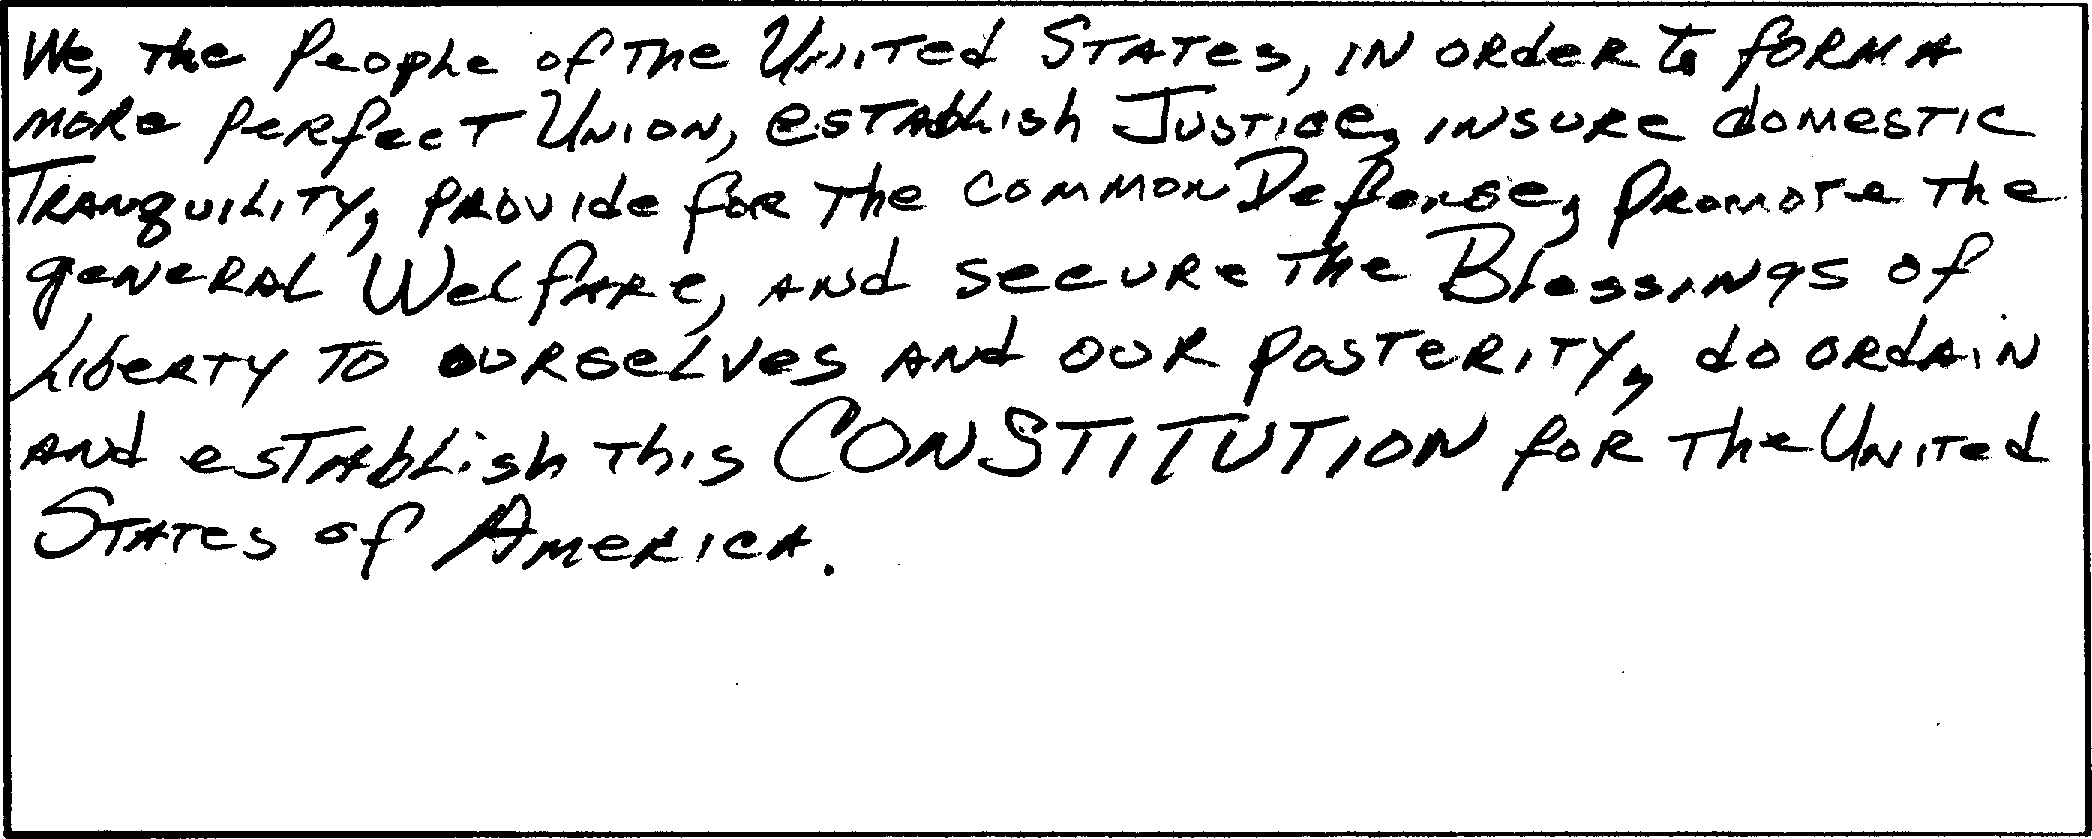 We, the People of the United States, in order to form a
more perfect Union, establish Justice, insure domestic
Tranquility, provide for the common Defense, promote the
general Welfare, and secure the Blessings of
Liberty to ourselves and our posterity, do ordain
and establish this CONSTITUTION for the United
States of America.